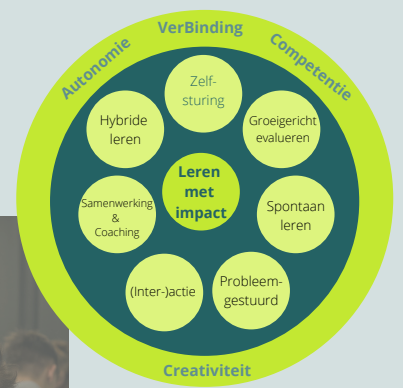 VerBinding
Autonomie
Competentie
Zelf-
sturing
Hybride
leren
Groeigericht
evalueren
Leren
met
impact
Samenwerking
&
Coaching
Spontaan
leren
(Inter-)actie
Probleem-
gestuurd
Creativiteit